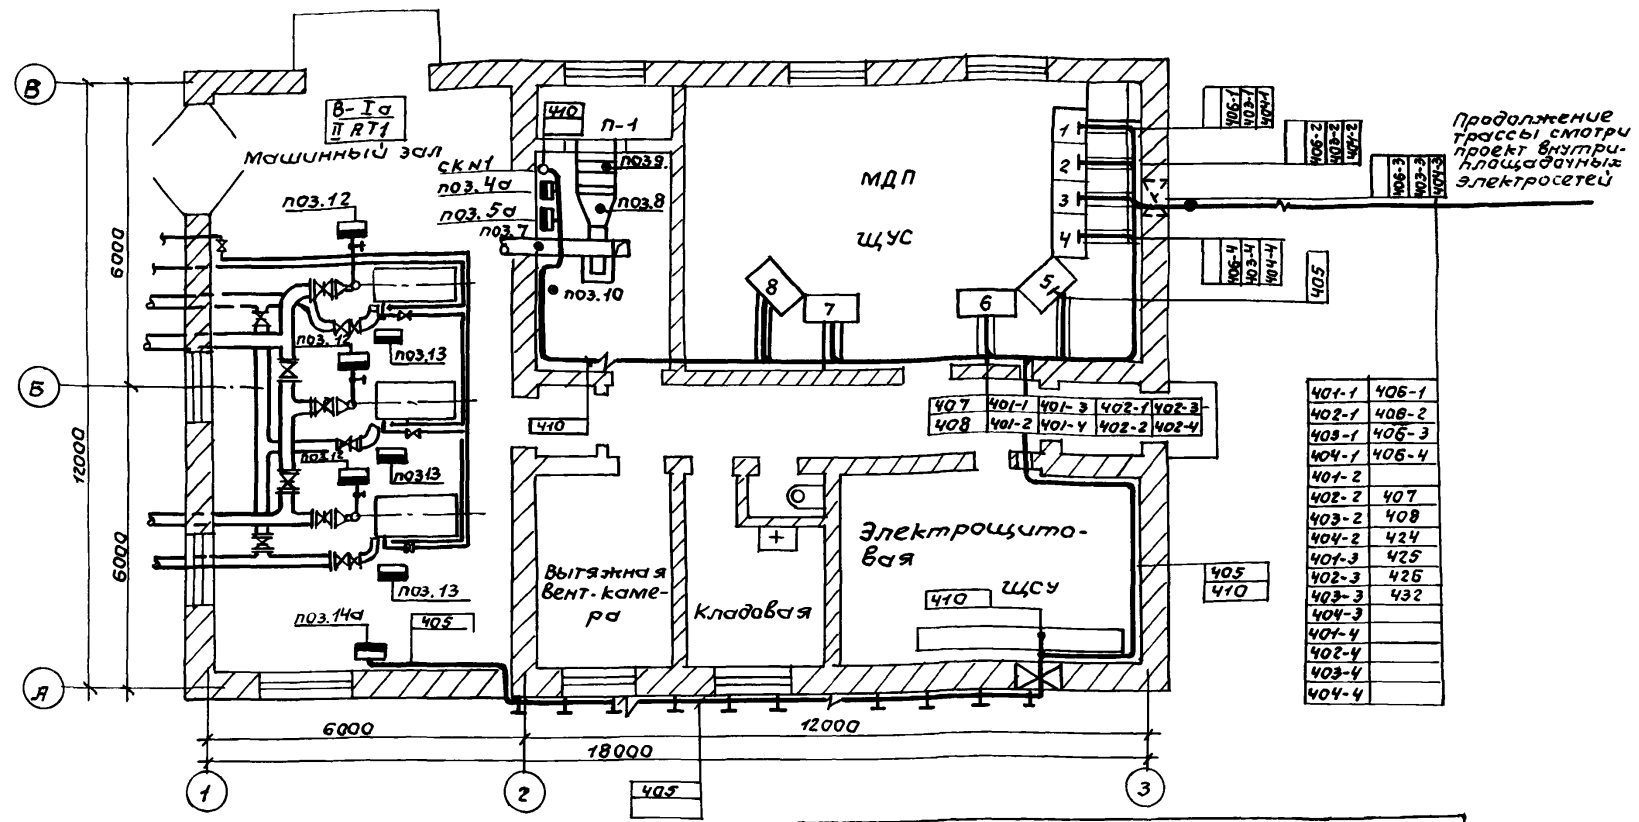 В
Б
А
12000
6000
6000
В-Iа
II АТ1
Машинный зал
поз.12
поз.12
поз.12
поз.13
поз.13
поз.13
поз.14а
405
410
П-1
СКN1
поз.4а
поз.5а
поз.7
поз.9
поз.8
поз.10
МДП
ЩУС
1
2
3
4
5
6
7
8
406-1
403-1
404-1
406-2
403-2
404-2
406-3
403-3
404-3
406-4
403-4
404-4
405
Продолжение
трассы смотри
проект внутри-
площадочных
электросетей
410
407 401-1 401-3 402-1 402-3
408 401-2 401-4 402-2 402-4
401-1 406-1
402-1 406-2
403-1 406-3
404-1 406-4
401-2
402-2 407
403-2 408
404-2 424
401-3 425
402-3 426
403-3 432
404-3
401-4
402-4
403-4
404-4
Вытяжная
вент.каме-
ра
Кладовая
Электрощито-
вая
ЩСУ
410
405
410
6000
12000
18000
1
2
3
405